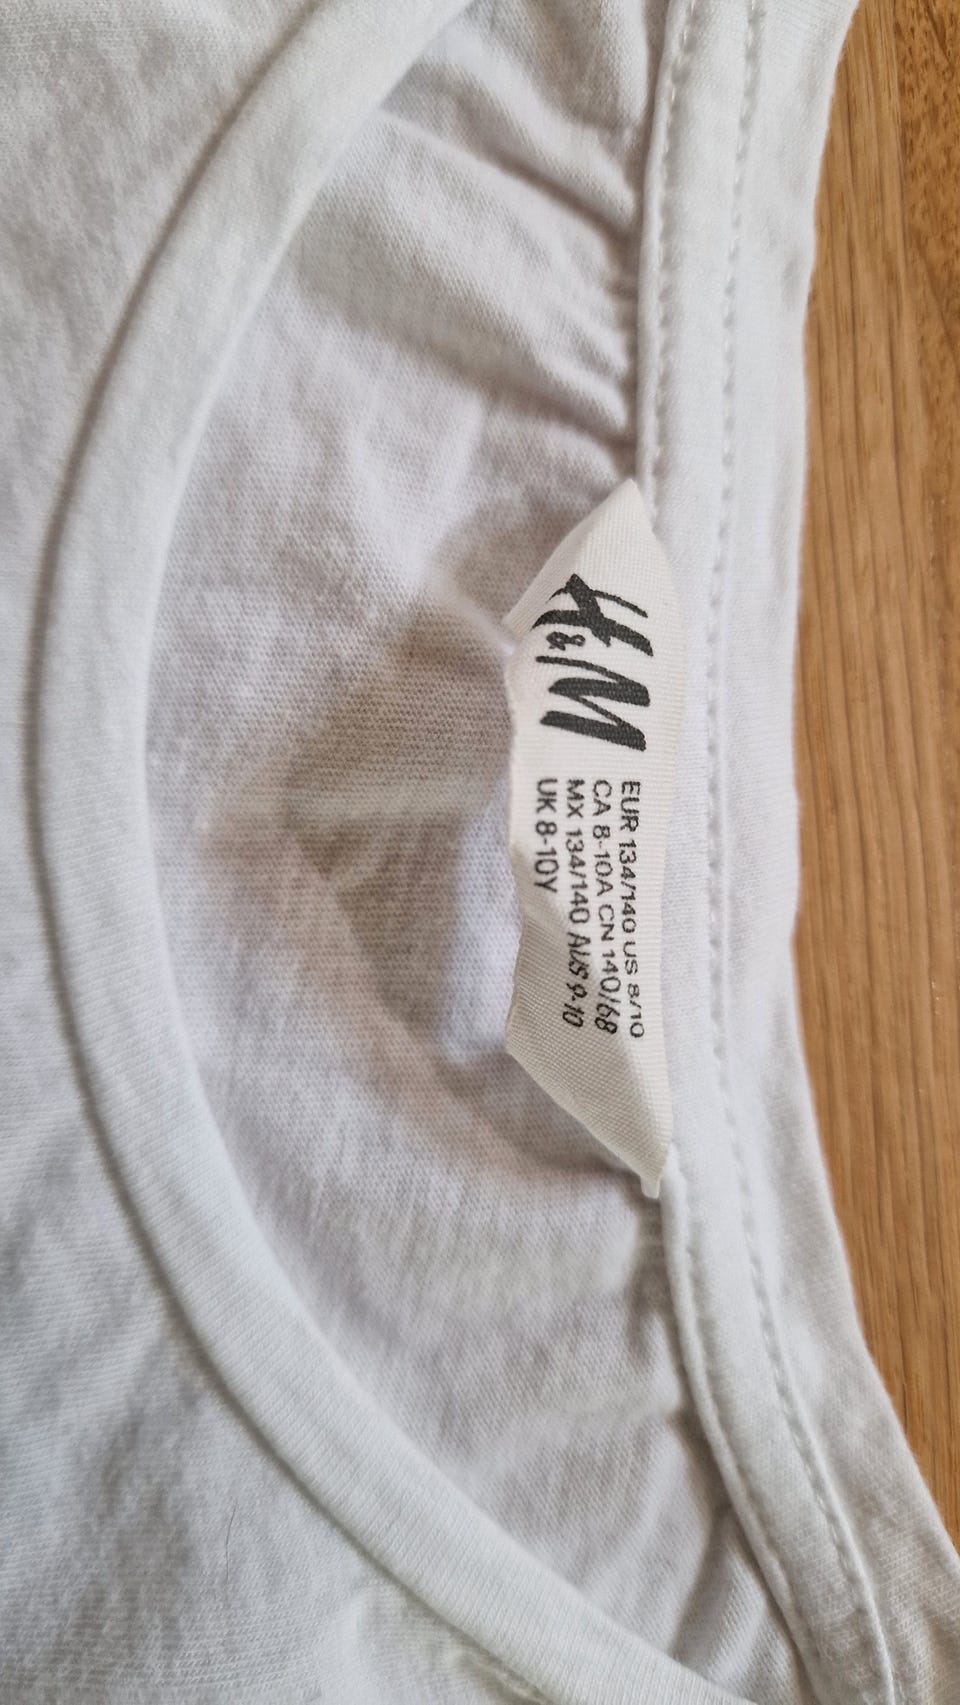 H&M
EUR 134/140 US 8/10
CA 8-10A CN 140/68
MX 134/140 AUS 9-10
UK 8-10Y